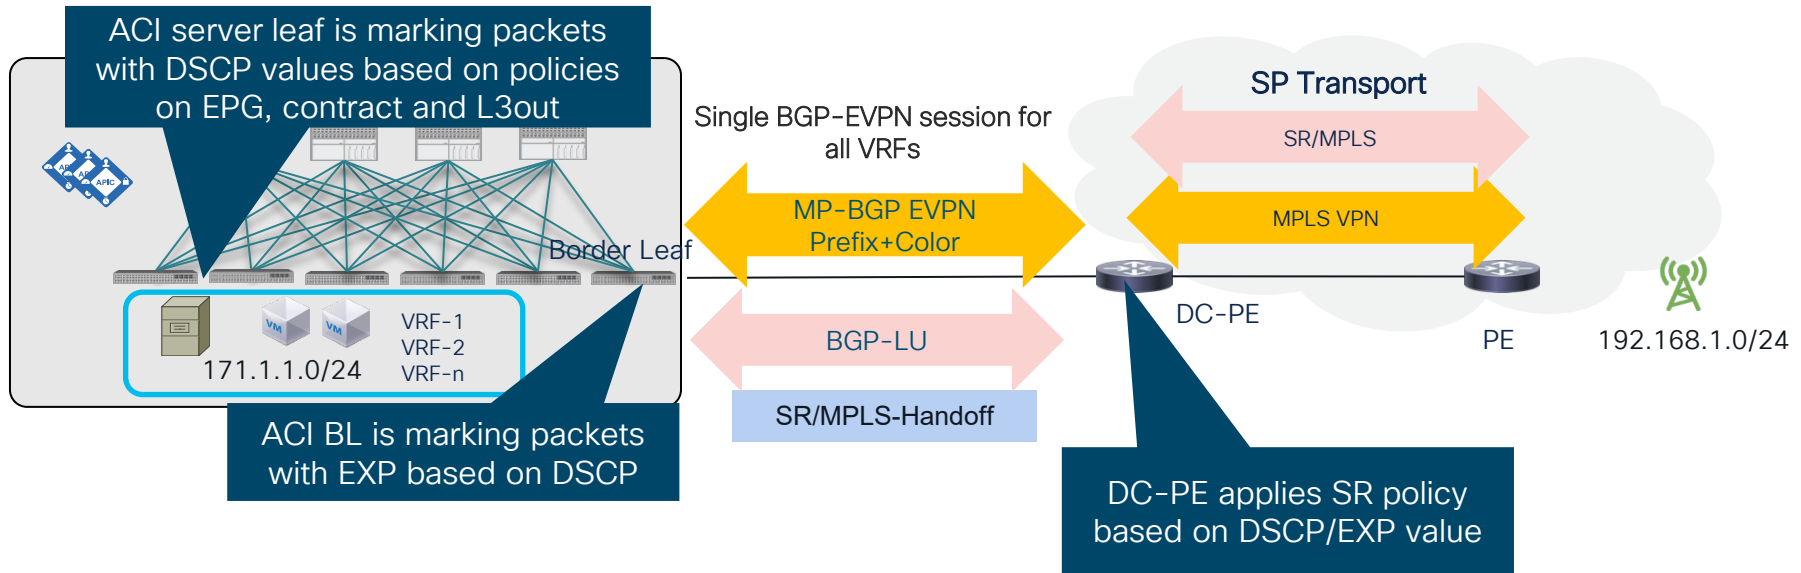 ACI server leaf is marking packets
with DSCP values based on policies
on EPG, contract and L3out
APIC
Single BGP-EVPN session for
all VRFs
MP-BGP EVPN
Prefix+Color
Border Leaf
BGP-LU
SR/MPLS-Handoff
VM
VM
171.1.1.0/24
VRF-1
VRF-2
VRF-n
ACI BL is marking packets
with EXP based on DSCP
SP Transport
SR/MPLS
MPLS VPN
DC-PE
PE
192.168.1.0/24
DC-PE applies SR policy
based on DSCP/EXP value